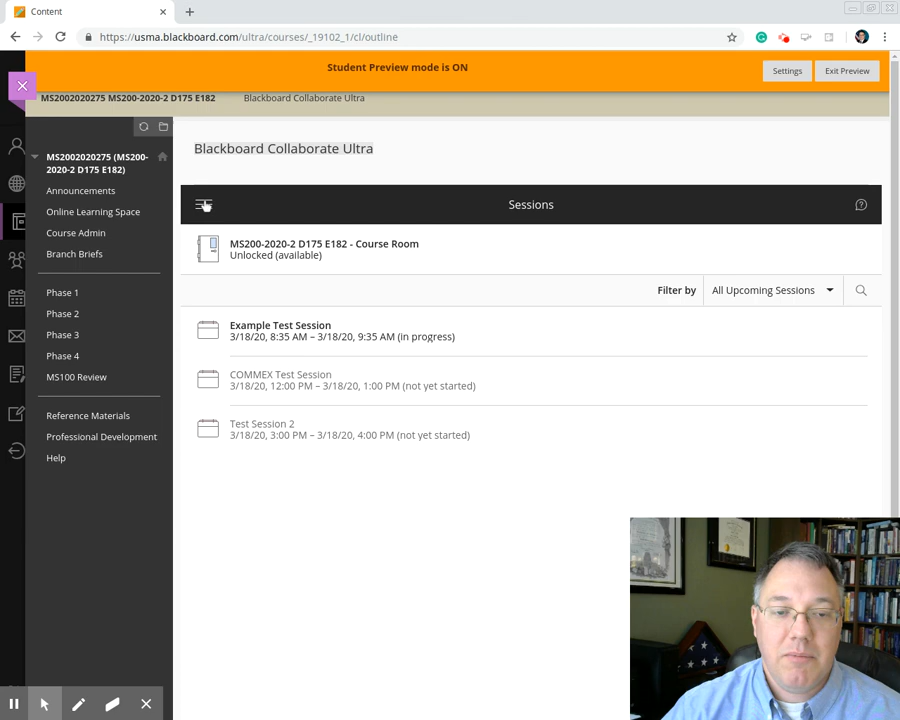 Content
https://usma.blackboard.com/ultra/courses/_19102_1/cl/outline
Student Preview mode is ON
Settings
Exit Preview
MS2002020275 MS200-2020-2 D175 E182
Blackboard Collaborate Ultra
MS2002020275 (MS200-
2020-2 D175 E182)
Announcements
Online Learning Space
Course Admin
Branch Briefs
Phase 1
Phase 2
Phase 3
Phase 4
MS100 Review
Reference Materials
Professional Development
Help
Blackboard Collaborate Ultra
Sessions
MS200-2020-2 D175 E182 - Course Room
Unlocked (available)
Filter by
All Upcoming Sessions
Example Test Session
3/18/20, 8:35 AM – 3/18/20, 9:35 AM (in progress)
COMMEX Test Session
3/18/20, 12:00 PM – 3/18/20, 1:00 PM (not yet started)
Test Session 2
3/18/20, 3:00 PM – 3/18/20, 4:00 PM (not yet started)